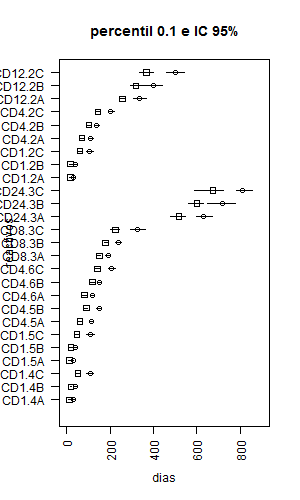 percentil 0.1 e IC 95%
CD12.2C
CD12.2B
CD12.2A
CD4.2C
CD4.2B
CD4.2A
CD1.2C
CD1.2B
CD1.2A
CD24.3C
CD24.3B
CD24.3A
CD8.3C
CD8.3B
CD8.3A
CD4.6C
CD4.6B
CD4.6A
CD4.5B
CD4.5A
CD1.5C
CD1.5B
CD1.5A
CD1.4C
CD1.4B
CD1.4A
0 200 400 600 800
dias